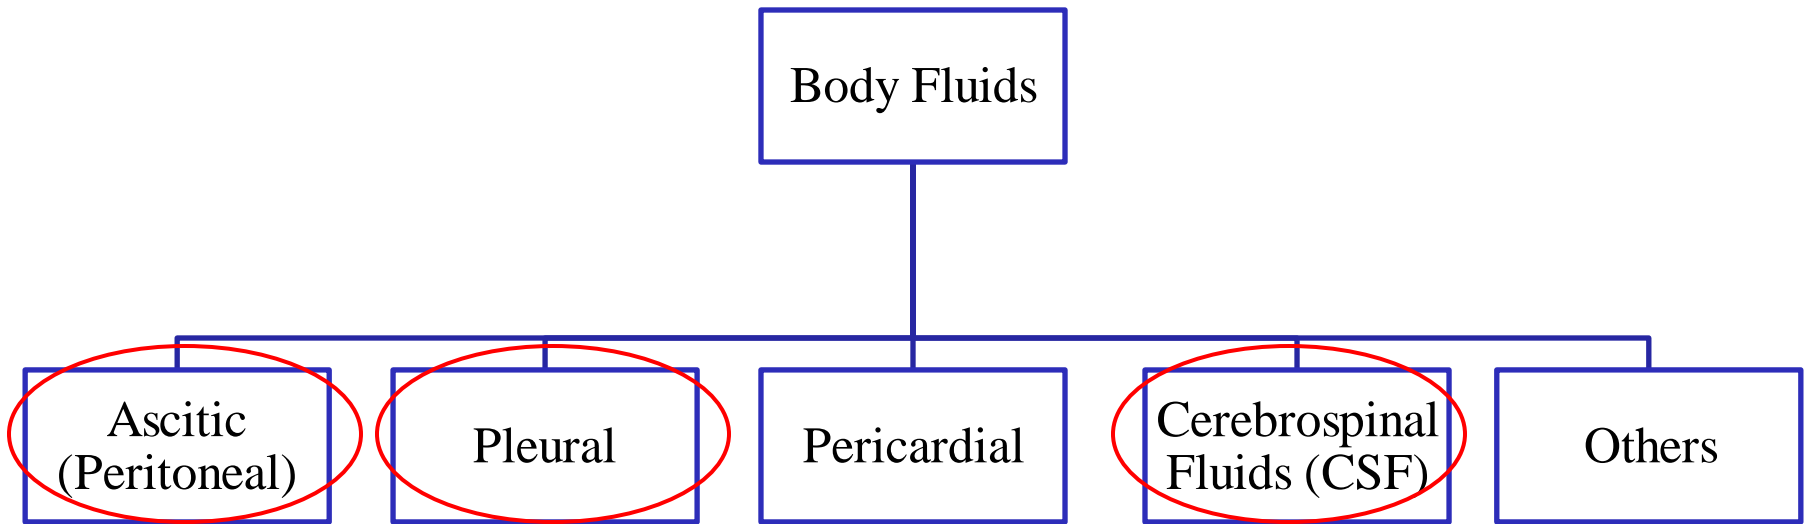 Body Fluids
Ascitic
(Peritoneal)
Pleural
Pericardial
Cerebrospinal
Fluids (CSF)
Others